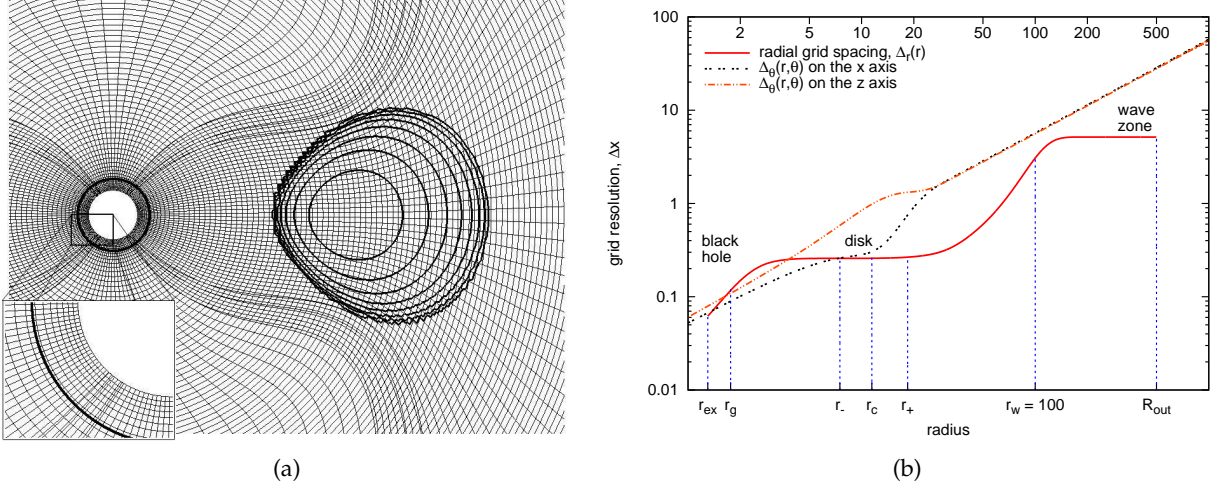 100
10
1
0.1
0.01
grid resolution, Δx
2 5 10 20 50 100 200 500
radial grid spacing, Δr(r)
Δθ(r,θ) on the x axis
Δθ(r,θ) on the z axis
wave
zone
black
hole
disk
rex rg r- rc r+ rw = 100 Rout
radius
(a)
(b)